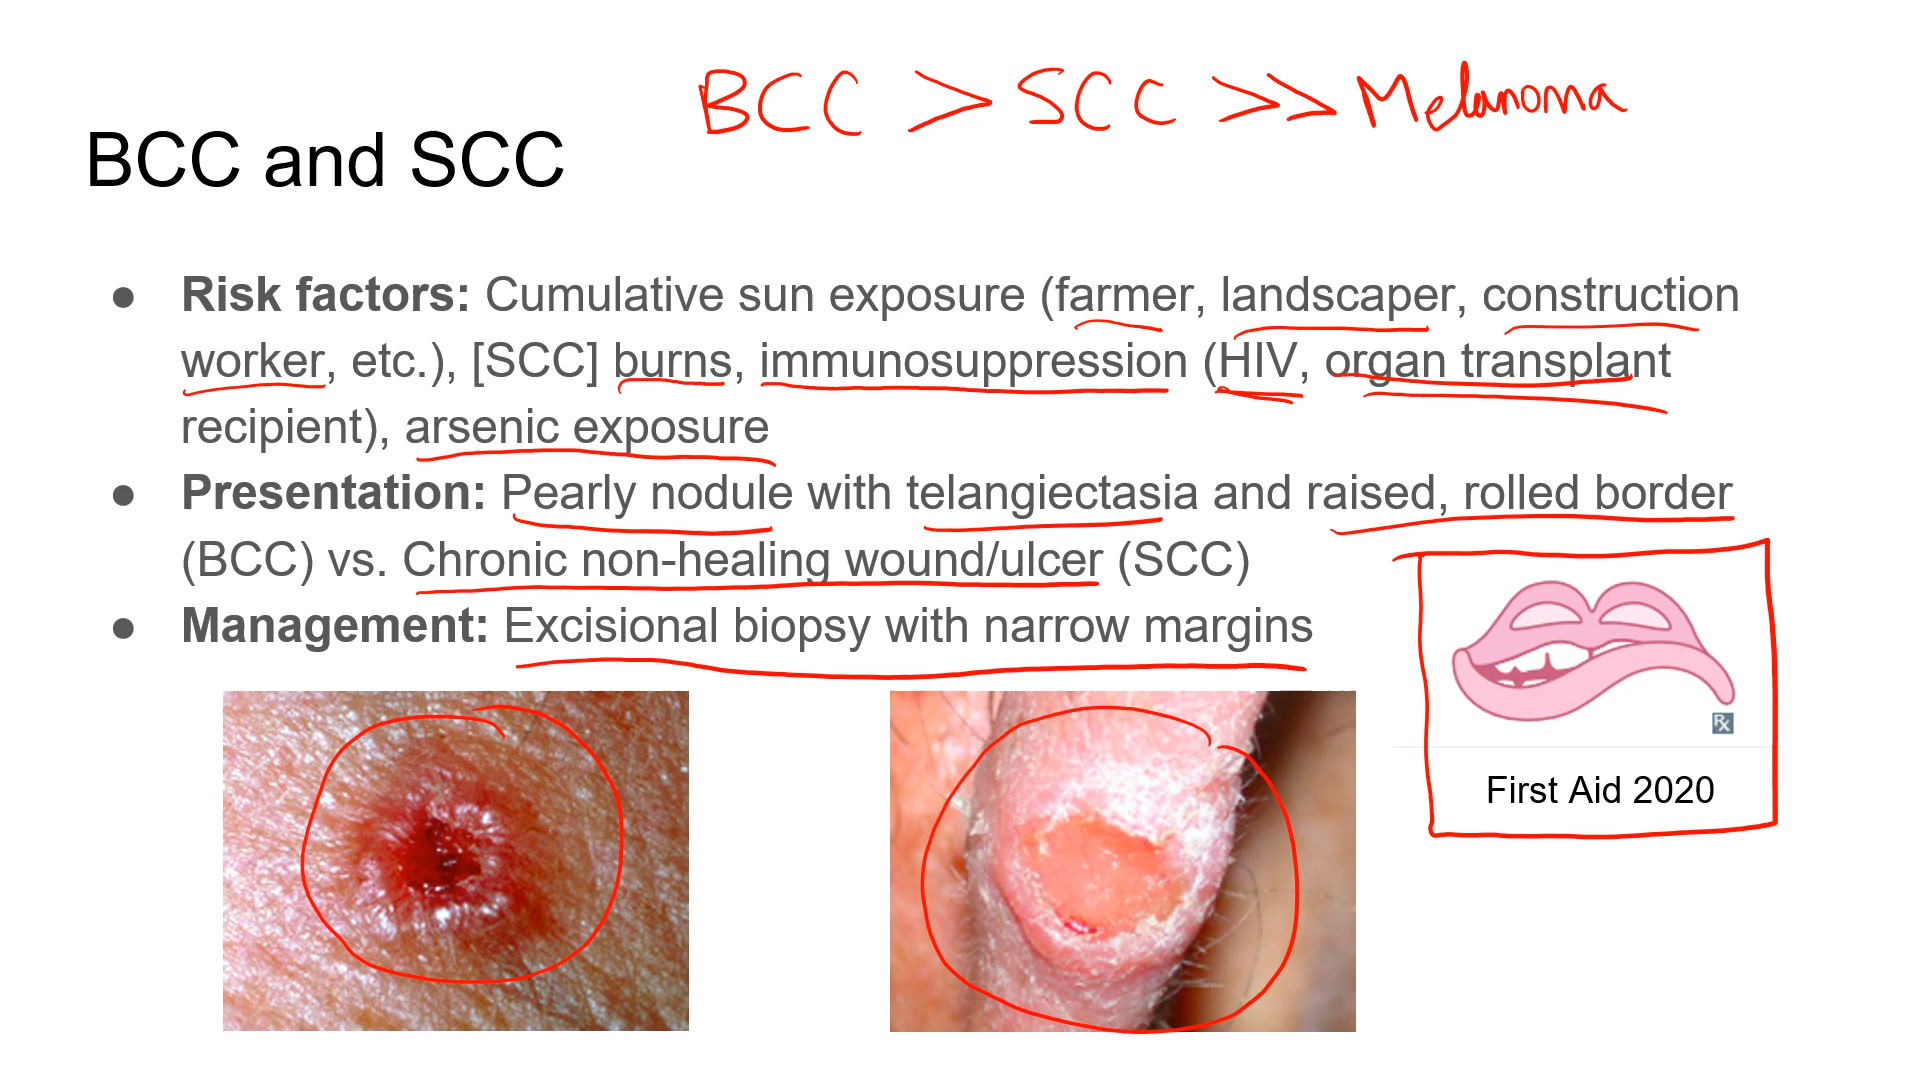 BCC > SCC >> Melanoma
BCC and SCC
● Risk factors: Cumulative sun exposure (farmer, landscaper, construction
worker, etc.), [SCC] burns, immunosuppression (HIV, organ transplant
recipient), arsenic exposure
● Presentation: Pearly nodule with telangiectasia and raised, rolled border
(BCC) vs. Chronic non-healing wound/ulcer (SCC)
● Management: Excisional biopsy with narrow margins
Rx
First Aid 2020